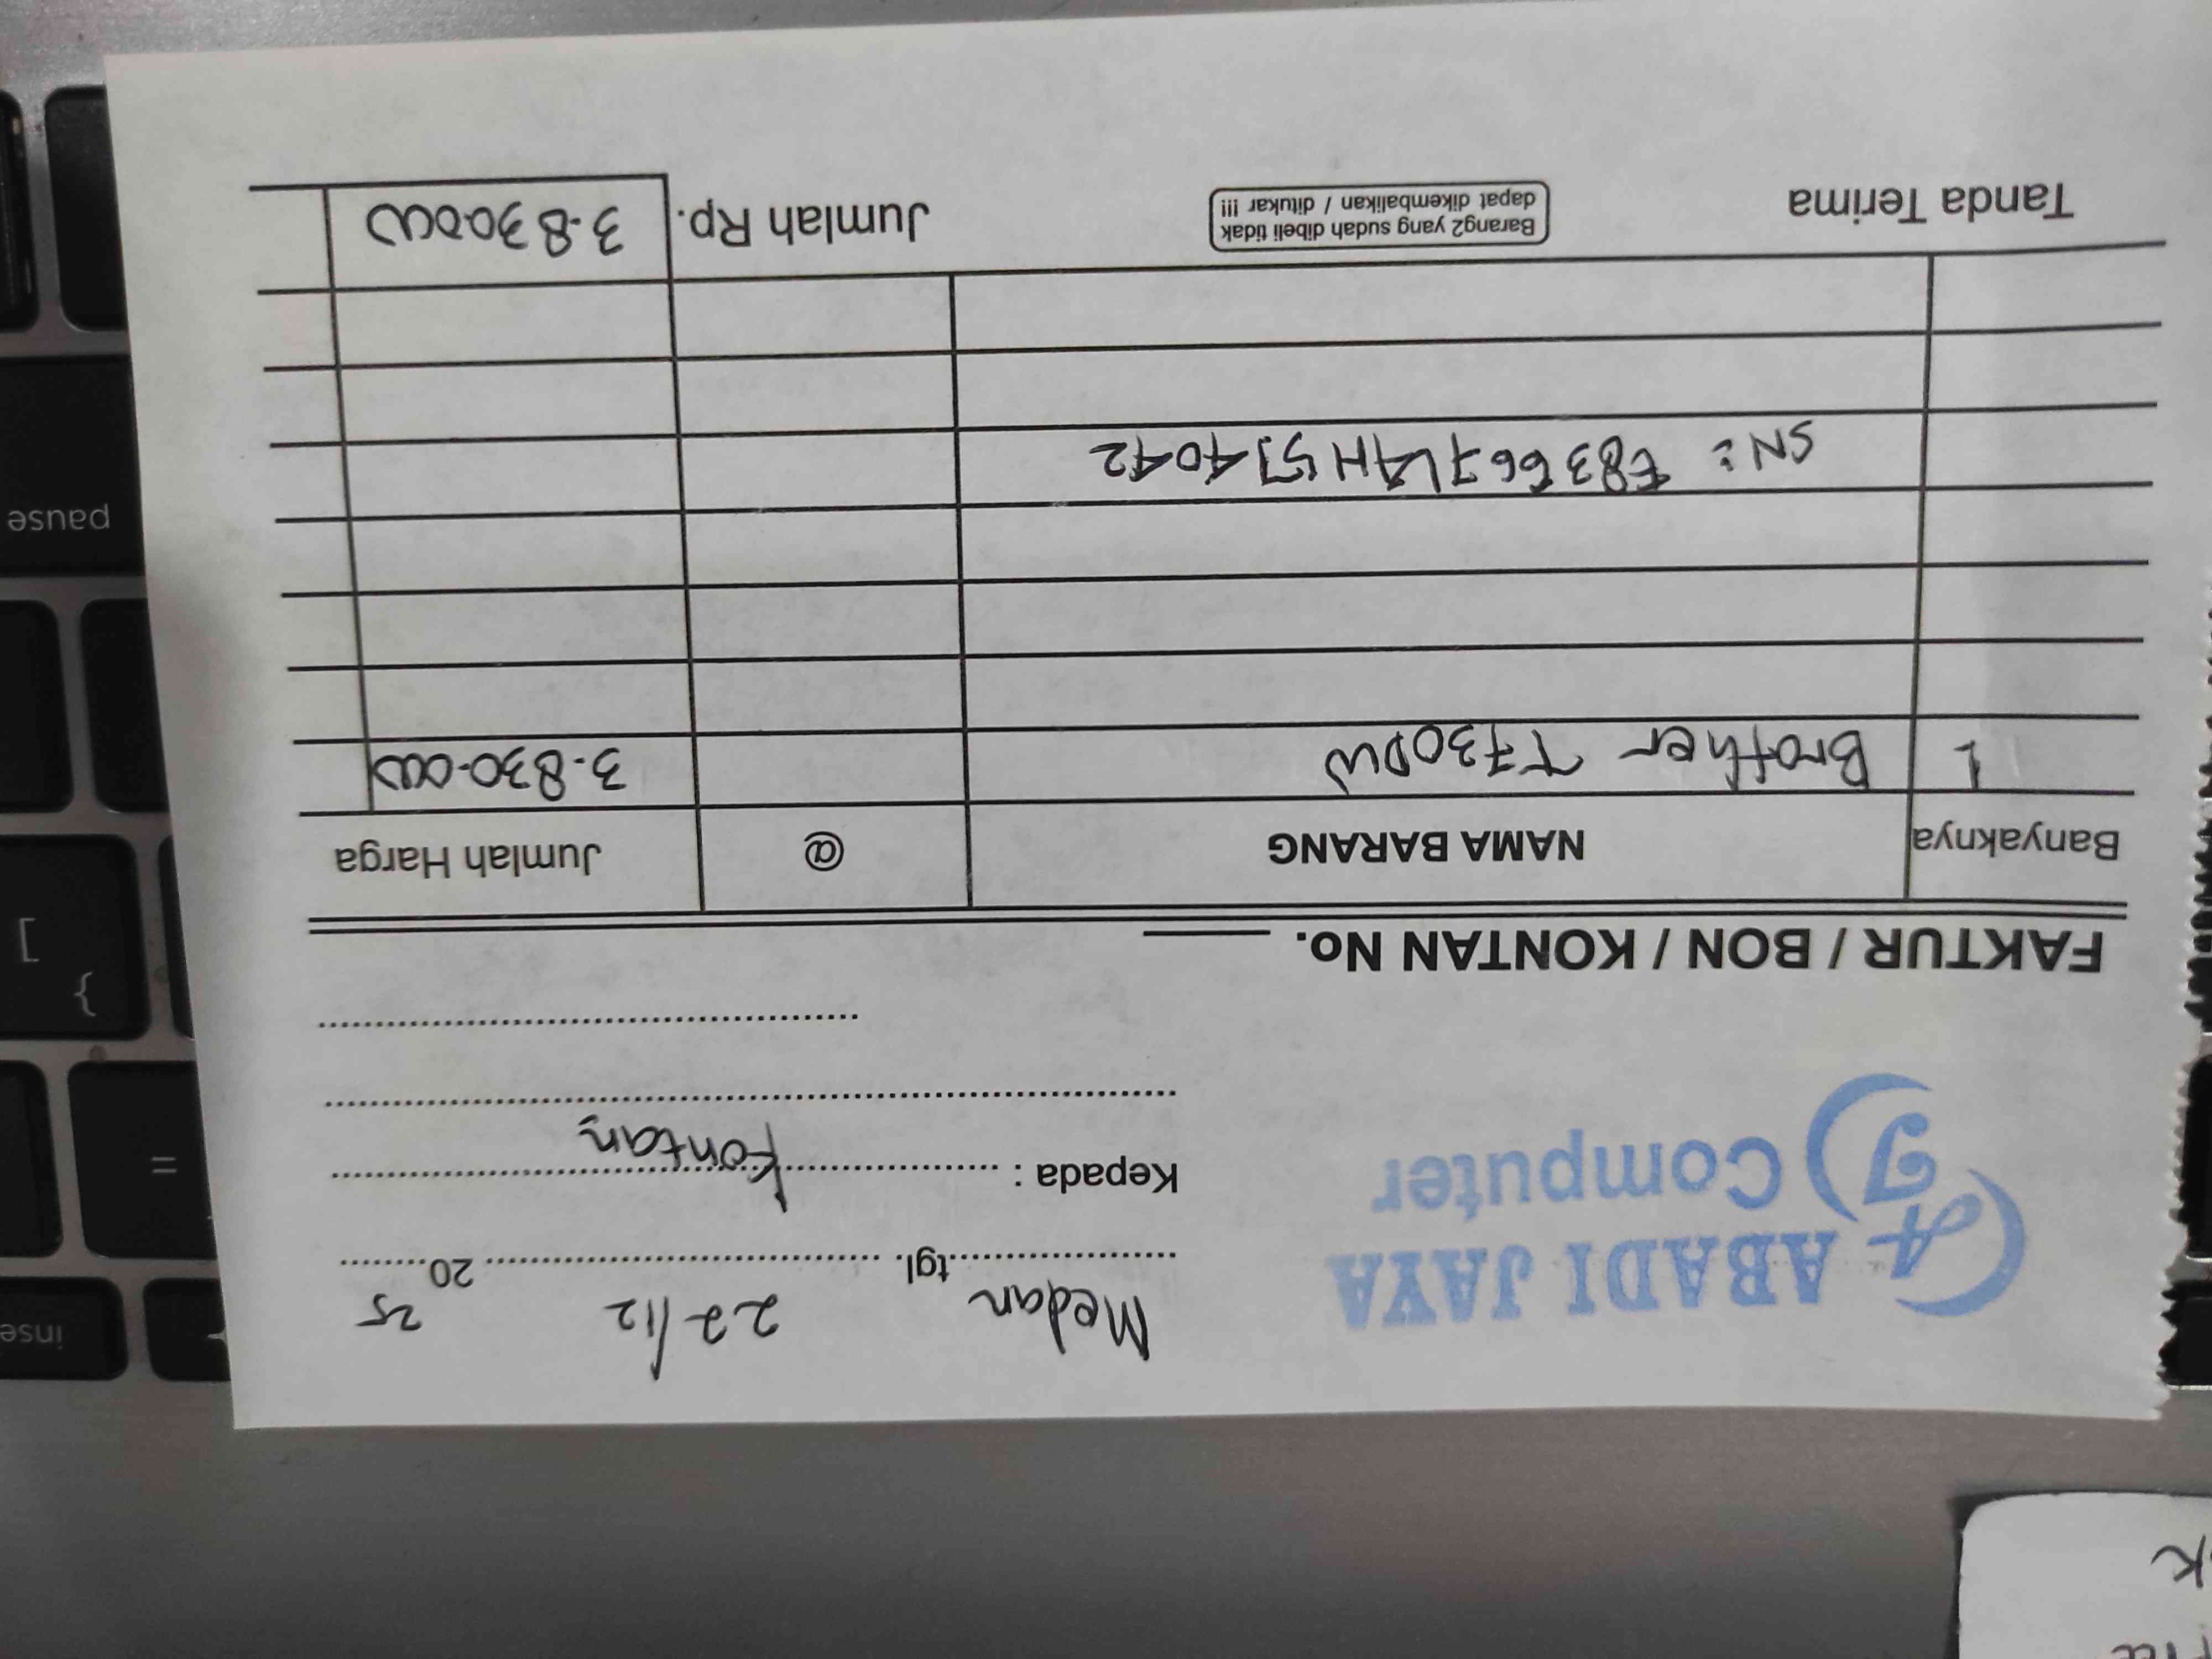 ABADI JAYA
Computer
Medan tgl. 22/12 2025
Kepada : Kontan
FAKTUR / BON / KONTAN No.
Banyaknya NAMA BARANG @ Jumlah Harga
1 Brother T730DW 3.830.000
SN: E83667LAH5J4042
Tanda Terima
Barang2 yang sudah dibeli tidak
dapat dikembalikan / ditukar !!!
Jumlah Rp. 3.830.000
pause
}
]
=
inse
K